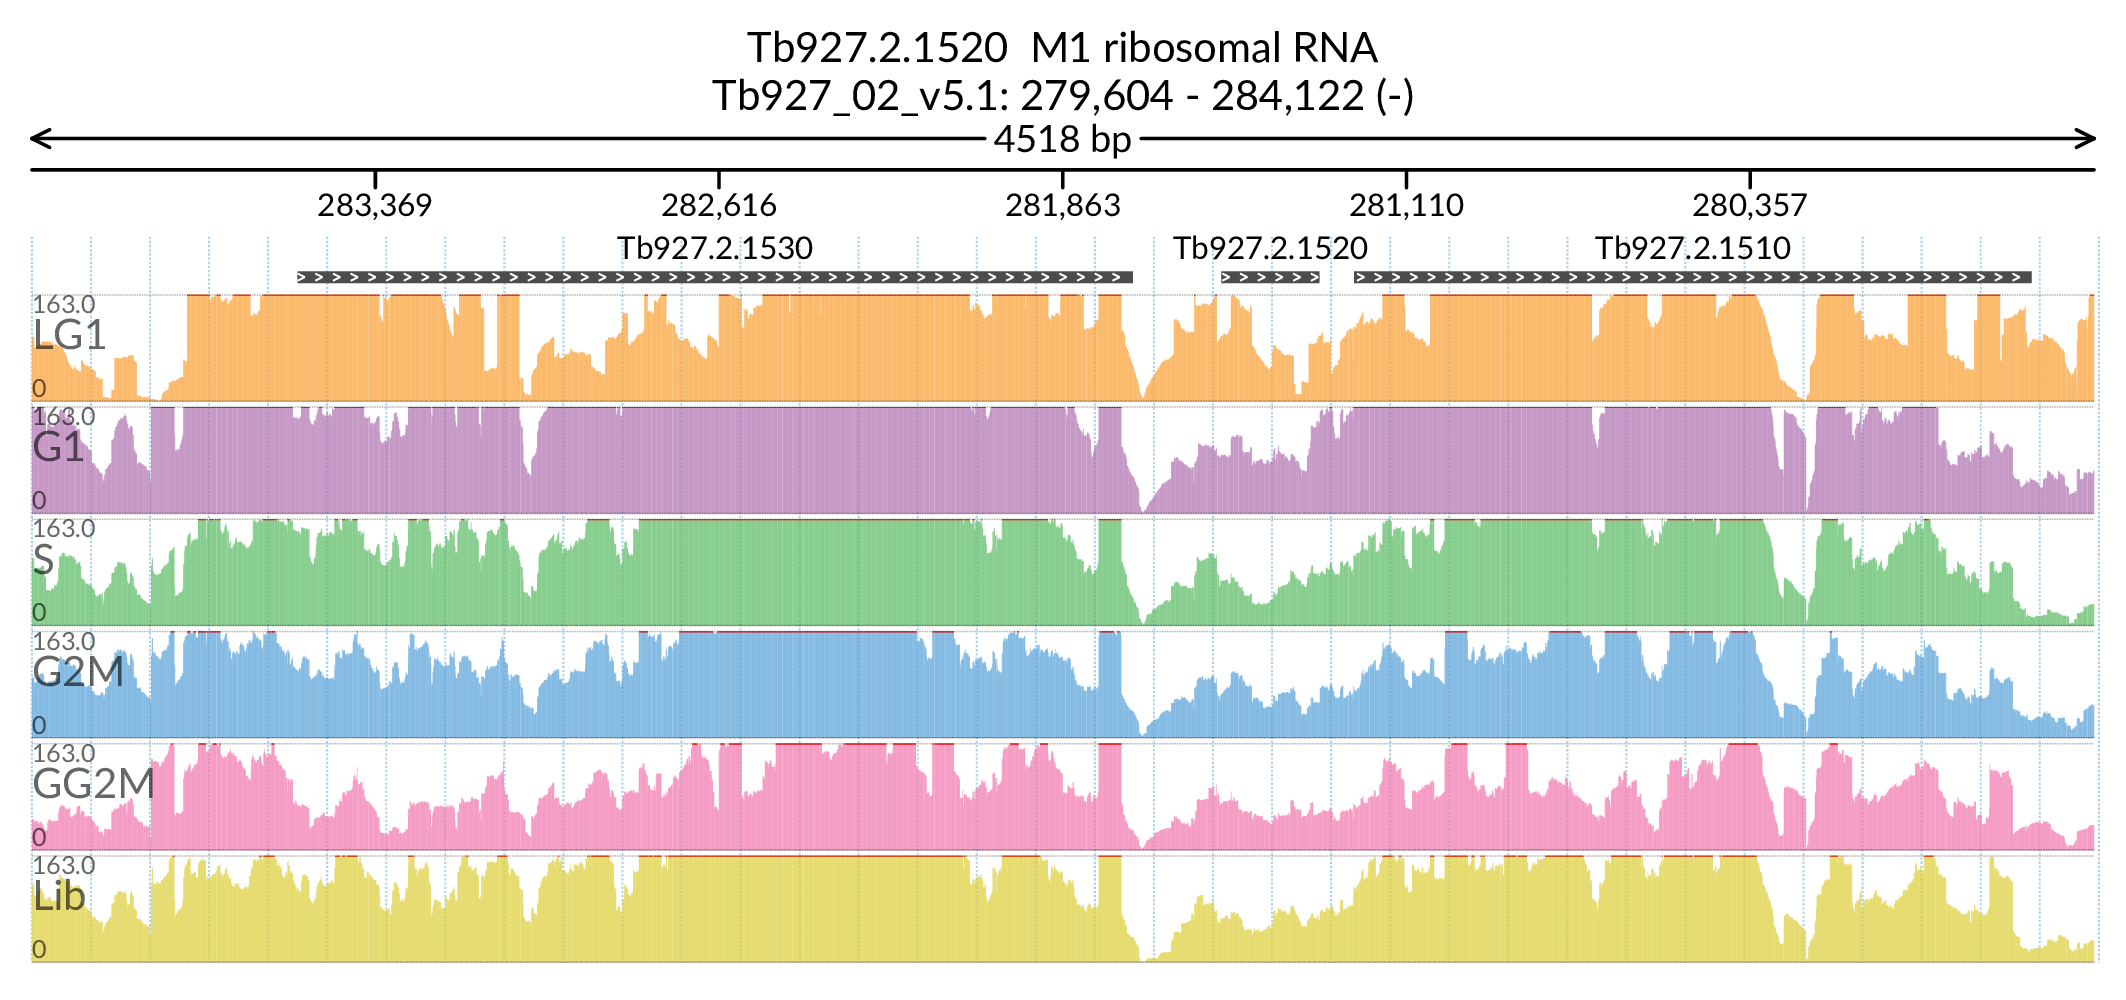 Tb927.2.1520 M1 ribosomal RNA
Tb927_02_v5.1: 279,604 - 284,122 (-)
4518 bp
283,369 282,616 281,863 281,110 280,357
Tb927.2.1530 Tb927.2.1520 Tb927.2.1510
163.0
LG1
0
163.0
G1
0
163.0
S
0
163.0
G2M
0
163.0
GG2M
0
163.0
Lib
0